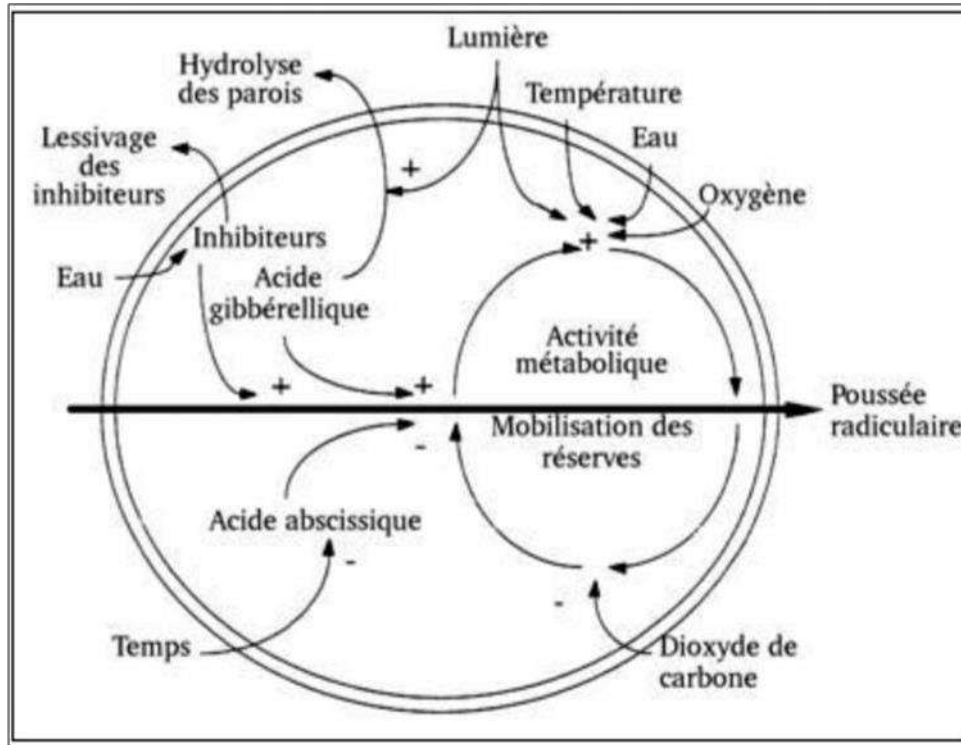 Lumière
Hydrolyse
des parois
Température
Lessivage
des
inhibiteurs
Eau
Oxygène
+
+
Inhibiteurs
Eau
Acide
gibbérellique
Activité
métabolique
+
+
Poussée
radiculaire
Mobilisation des
réserves
-
Acide abscissique
-
-
Temps
Dioxyde de
carbone